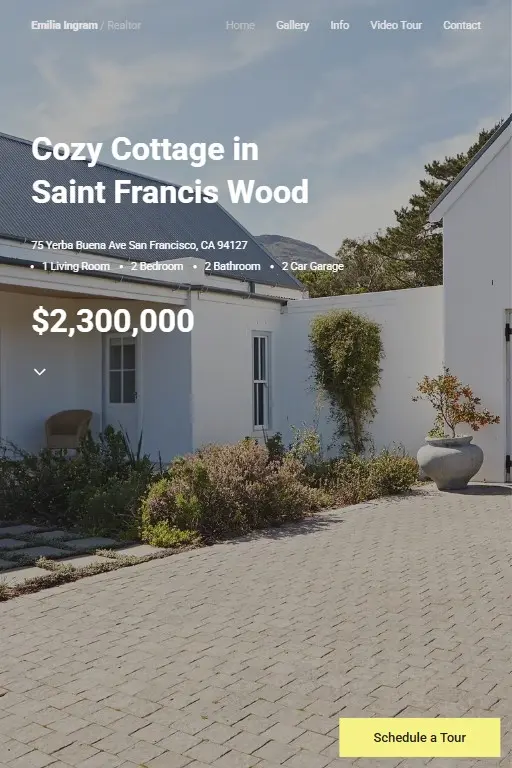 Emilia Ingram / Realtor Home Gallery Info Video Tour Contact
Cozy Cottage in
Saint Francis Wood
75 Yerba Buena Ave San Francisco, CA 94127
• 1 Living Room • 2 Bedroom • 2 Bathroom • 2 Car Garage
$2,300,000
Schedule a Tour